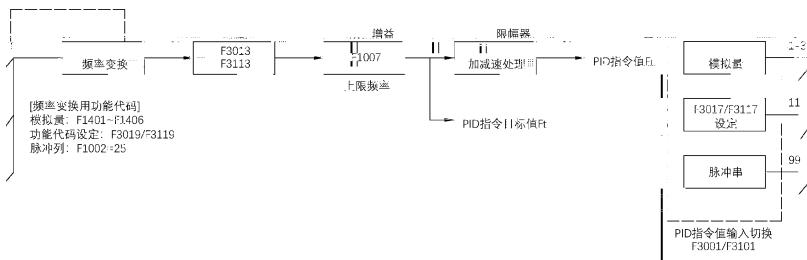 增益
限幅器
频率变换
F3013
F3113
F1007
加减速处理
PID指令值FL
模拟量
1-3
上限频率
[频率变换用功能代码]
模拟量：F1401~F1406
功能代码设定：F3019/F3119
脉冲列：F1002=25
PID指令目标值Ft
F3017/F3117
设定
11
脉冲串
99
PID指令值输入切换
F3001/F3101